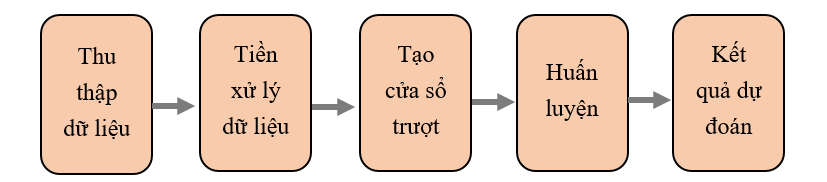 Thu
thập
dữ liệu
Tiền
xử lý
dữ liệu
Tạo
cửa sổ
trượt
Huấn
luyện
Kết
quả dự
đoán